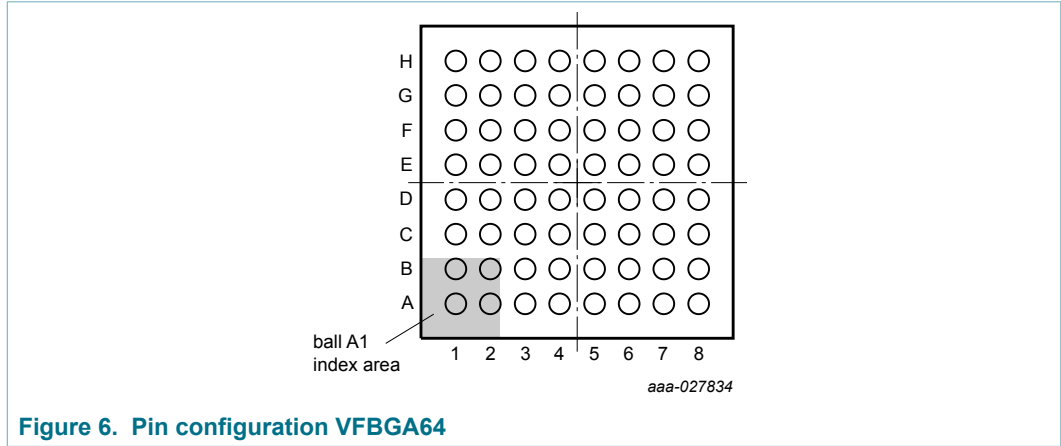 H
G
F
E
D
C
B
A
ball A1
index area
1 2 3 4 5 6 7 8
aaa-027834
Figure 6. Pin configuration VFBGA64